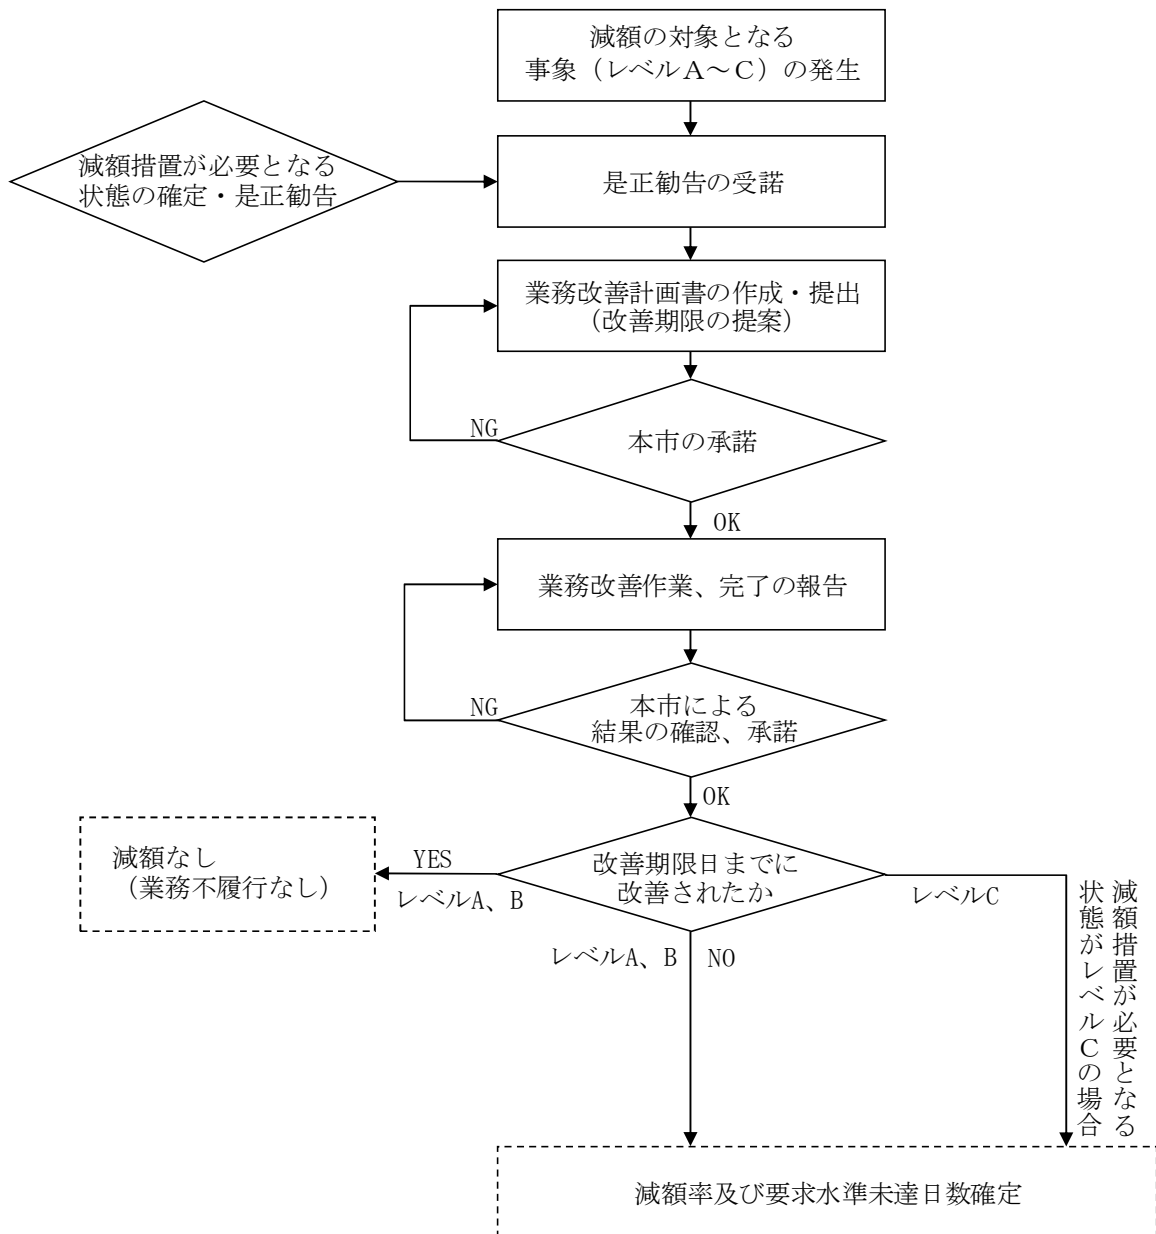 減額の対象となる
事象（レベルＡ～Ｃ）の発生
減額措置が必要となる
状態の確定・是正勧告
是正勧告の受諾
業務改善計画書の作成・提出
（改善期限の提案）
NG
本市の承諾
OK
業務改善作業、完了の報告
NG
本市による
結果の確認、承諾
OK
減額なし
（業務不履行なし）
YES
レベルA、B
改善期限日までに
改善されたか
レベルC
減額措置が必要となる
状態がレベルＣの場合
レベルA、B
NO
減額率及び要求水準未達日数確定